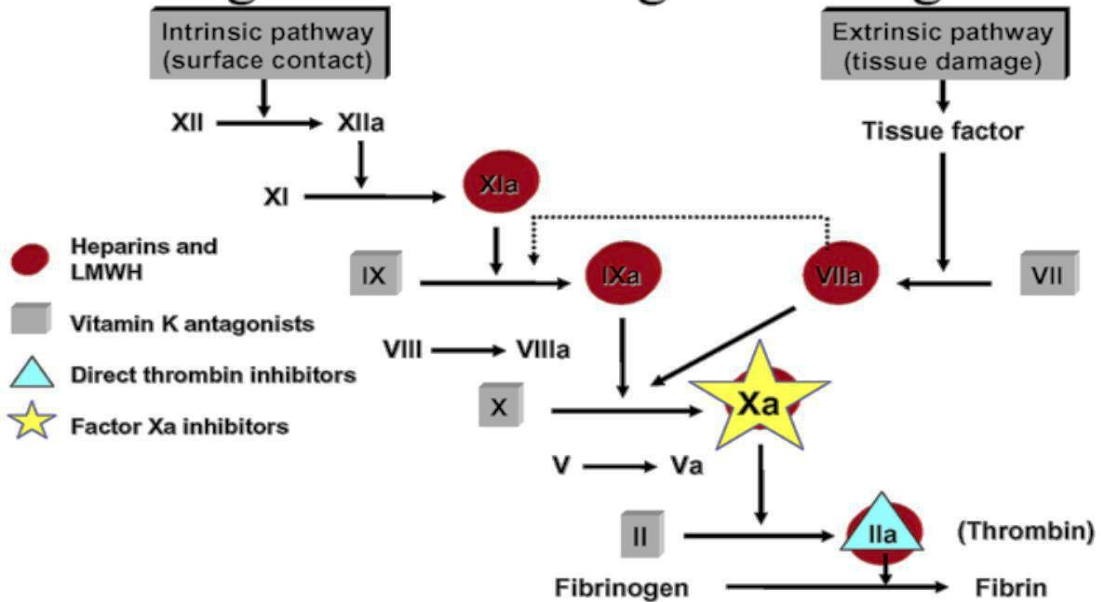 Intrinsic pathway
(surface contact)
Extrinsic pathway
(tissue damage)
XII
XIIa
Tissue factor
XI
XIa
Heparins and
LMWH
IX
IXa
VIIa
VII
Vitamin K antagonists
VIII
VIIIa
Direct thrombin inhibitors
X
Xa
Factor Xa inhibitors
V
Va
II
IIa
(Thrombin)
Fibrinogen
Fibrin